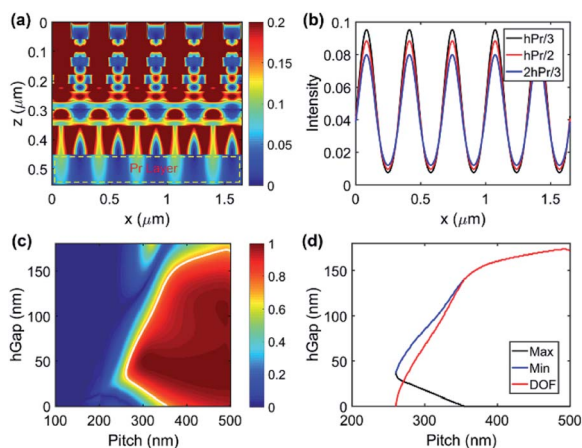 (a)
0
0.1
0.2
0.3
0.4
0.5
z (μm)
0 0.5 1 1.5
x (μm)
Pr Layer
0.2
0.15
0.1
0.05
0
(b)
0.1
0.08
0.06
0.04
0.02
0
Intensity
0 0.5 1 1.5
x (μm)
hPr/3
hPr/2
2hPr/3
(c)
150
100
50
0
hGap (nm)
100 200 300 400 500
Pitch (nm)
1
0.8
0.6
0.4
0.2
0
(d)
150
100
50
0
hGap (nm)
200 300 400 500
Pitch (nm)
Max
Min
DOF